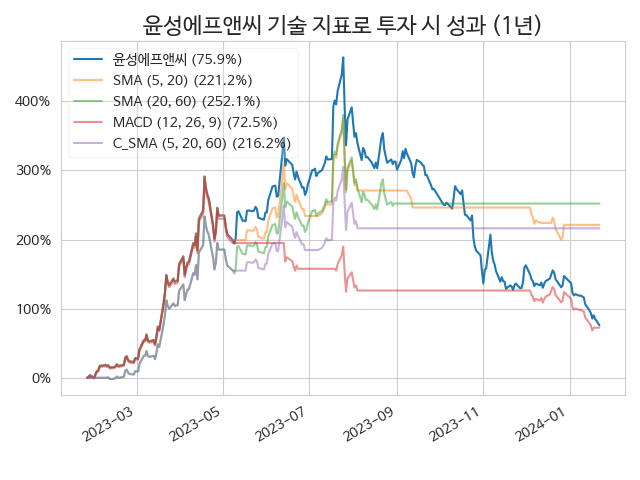 윤성에프앤씨 기술 지표로 투자 시 성과 (1년)
윤성에프앤씨 (75.9%)
SMA (5, 20) (221.2%)
SMA (20, 60) (252.1%)
MACD (12, 26, 9) (72.5%)
C_SMA (5, 20, 60) (216.2%)
400%
300%
200%
100%
0%
2023-03
2023-05
2023-07
2023-09
2023-11
2024-01